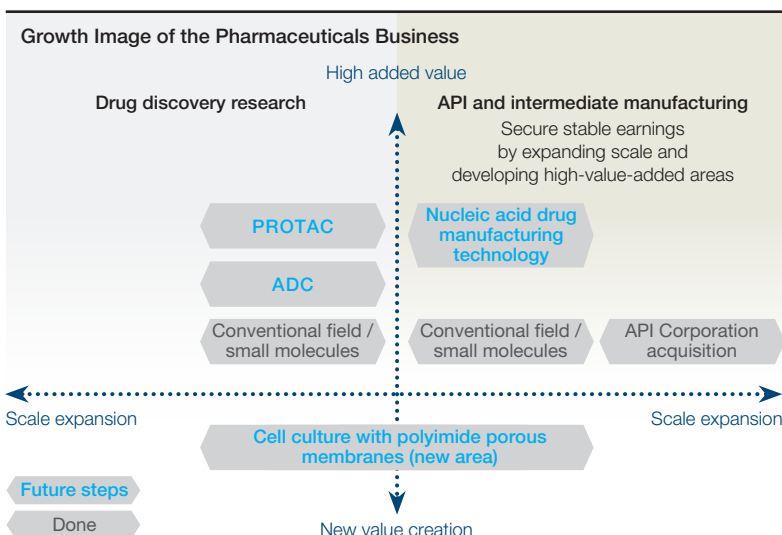 Growth Image of the Pharmaceuticals Business
High added value
Drug discovery research
API and intermediate manufacturing
Secure stable earnings
by expanding scale and
developing high-value-added areas
PROTAC
Nucleic acid drug
manufacturing
technology
ADC
Conventional field /
small molecules
Conventional field /
small molecules
API Corporation
acquisition
Scale expansion
Scale expansion
Cell culture with polyimide porous
membranes (new area)
Future steps
Done
New value creation